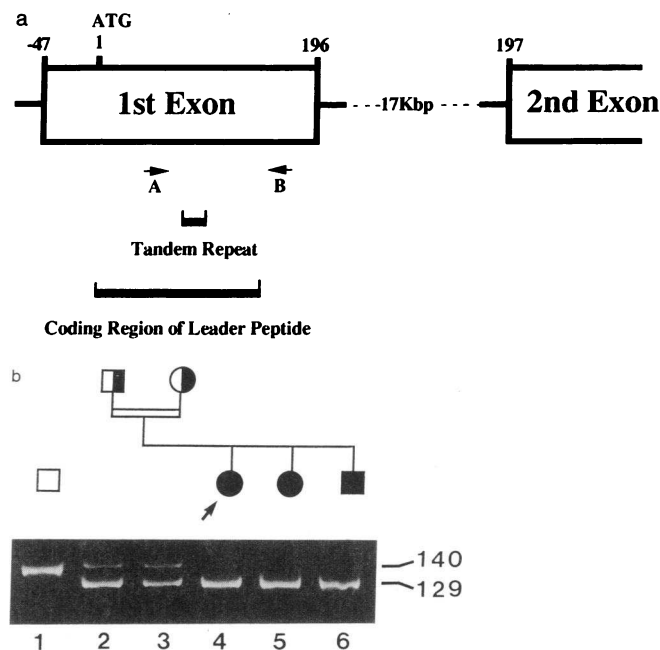 a
ATG
-47 1 196 197
1st Exon -17Kbp 2nd Exon
A B
Tandem Repeat
Coding Region of Leader Peptide
b
140
129
1 2 3 4 5 6